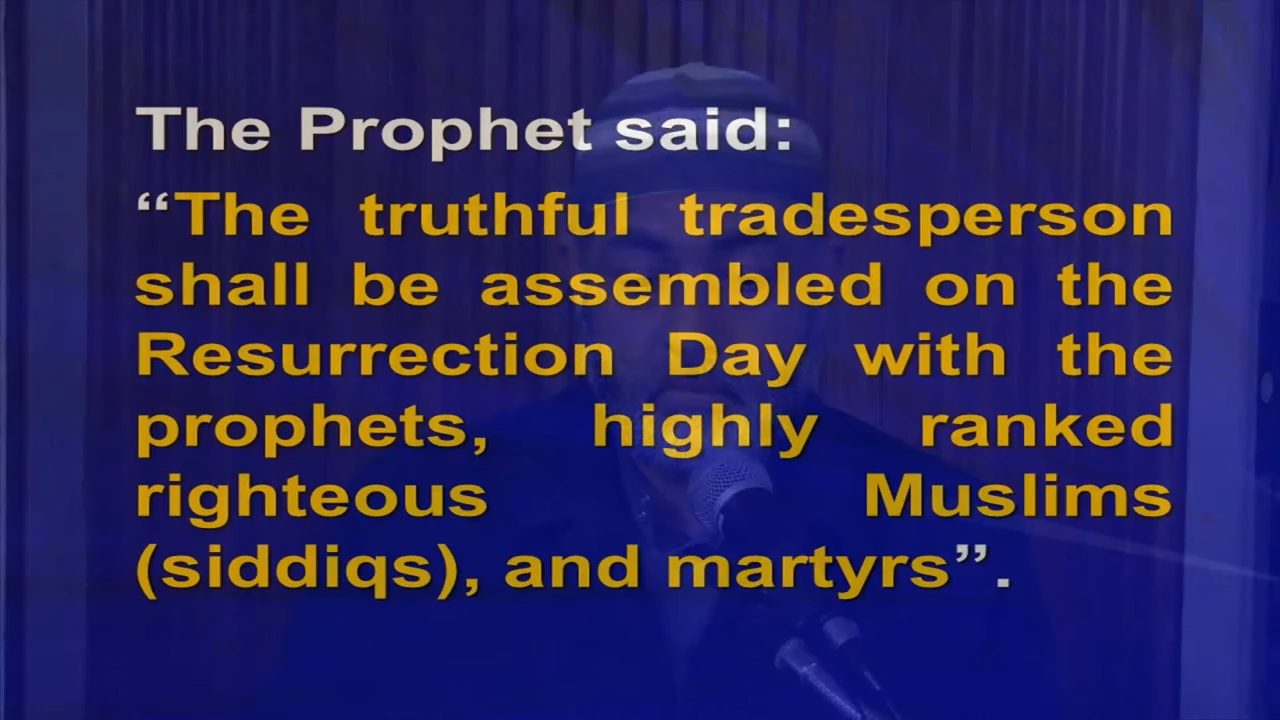 The Prophet said:
“The truthful tradesperson
shall be assembled on the
Resurrection Day with the
prophets, highly ranked
righteous Muslims
(siddiqs), and martyrs”.